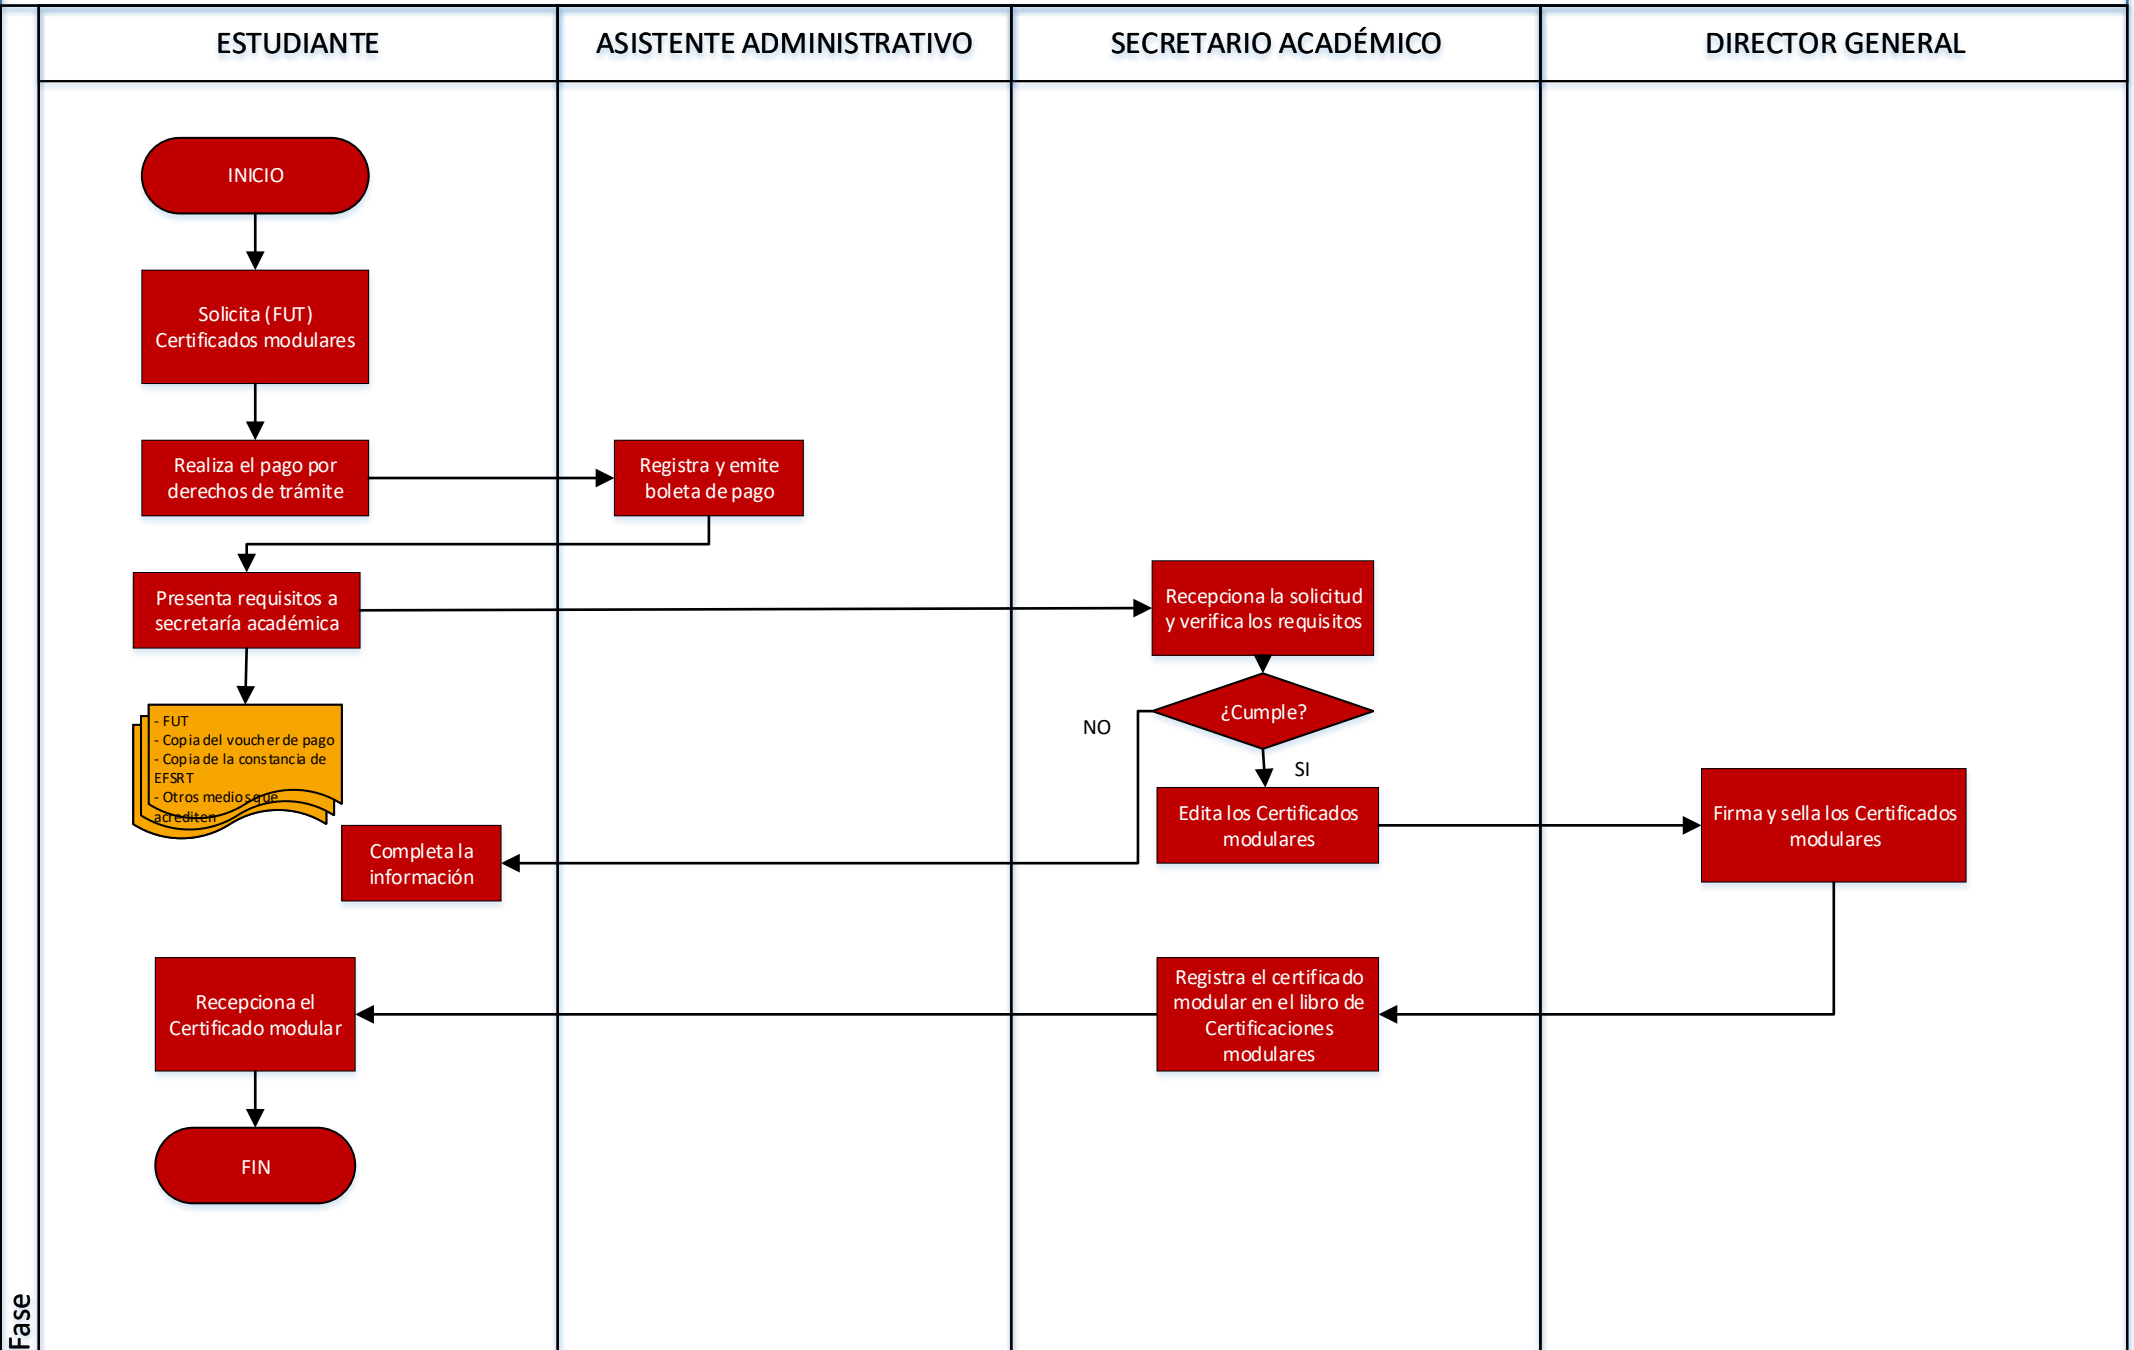 ESTUDIANTE
ASISTENTE ADMINISTRATIVO
SECRETARIO ACADÉMICO
DIRECTOR GENERAL
INICIO
Solicita (FUT)
Certificados modulares
Realiza el pago por
derechos de trámite
Registra y emite
boleta de pago
Presenta requisitos a
secretaría académica
Recepciona la solicitud
y verifica los requisitos
- FUT
- Copia del voucher de pago
- Copia de la constancia de
EFSRT
- Otros medios que
acrediten
¿Cumple?
NO
SI
Edita los Certificados
modulares
Firma y sella los Certificados
modulares
Completa la
información
Registra el certificado
modular en el libro de
Certificaciones
modulares
Recepciona el
Certificado modular
FIN
Fase